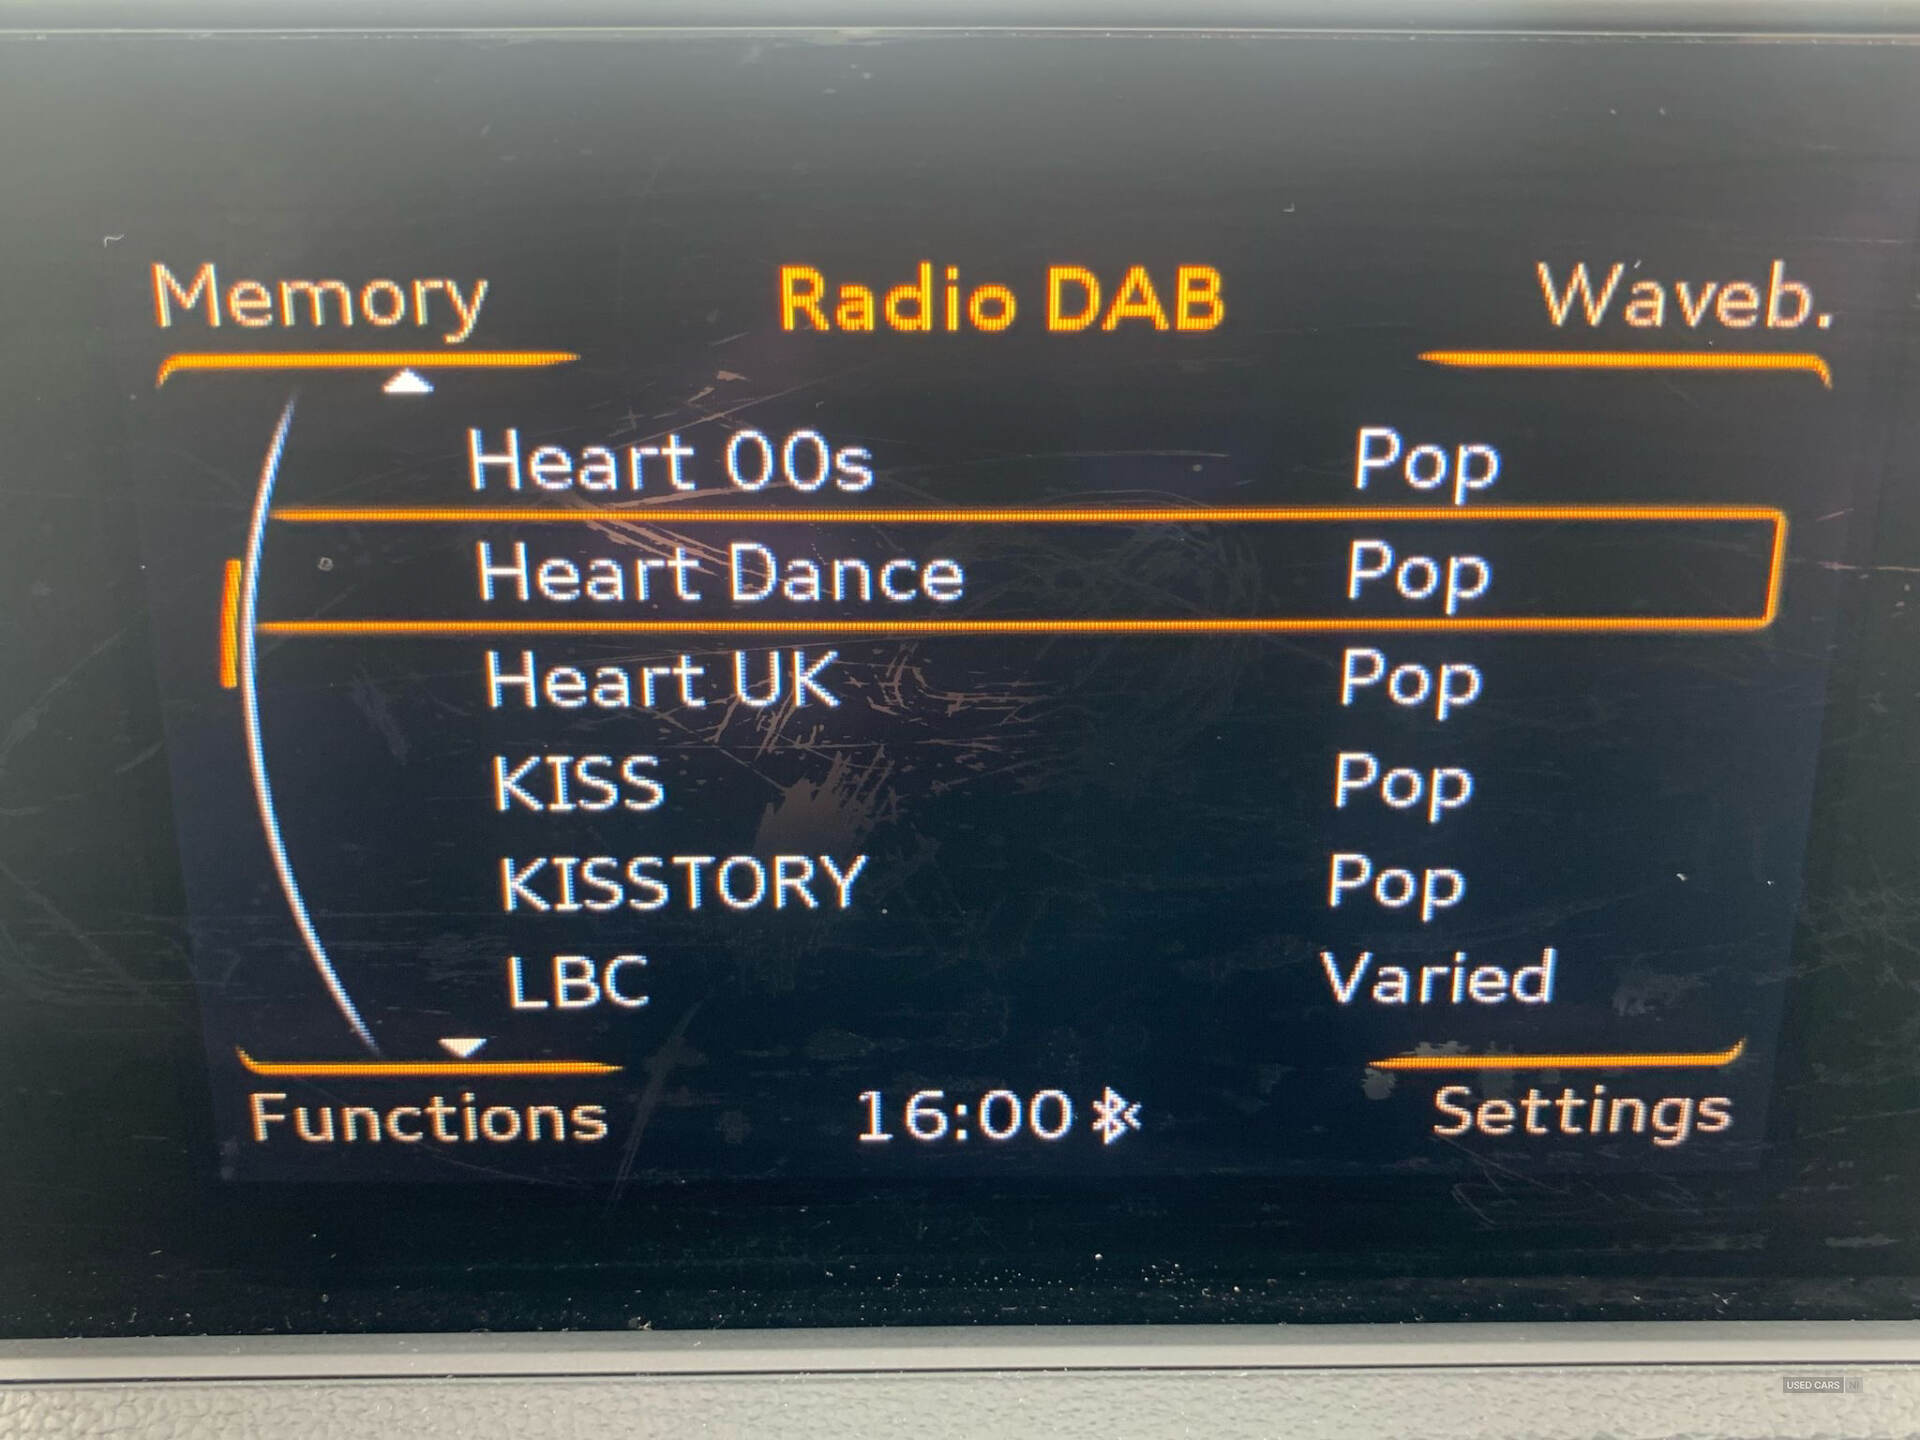 Memory Radio DAB Waveb.
Heart 00s Pop
Heart Dance Pop
Heart UK Pop
KISS Pop
KISSTORY Pop
LBC Varied
Functions 16:00 Settings
USED CARS NI